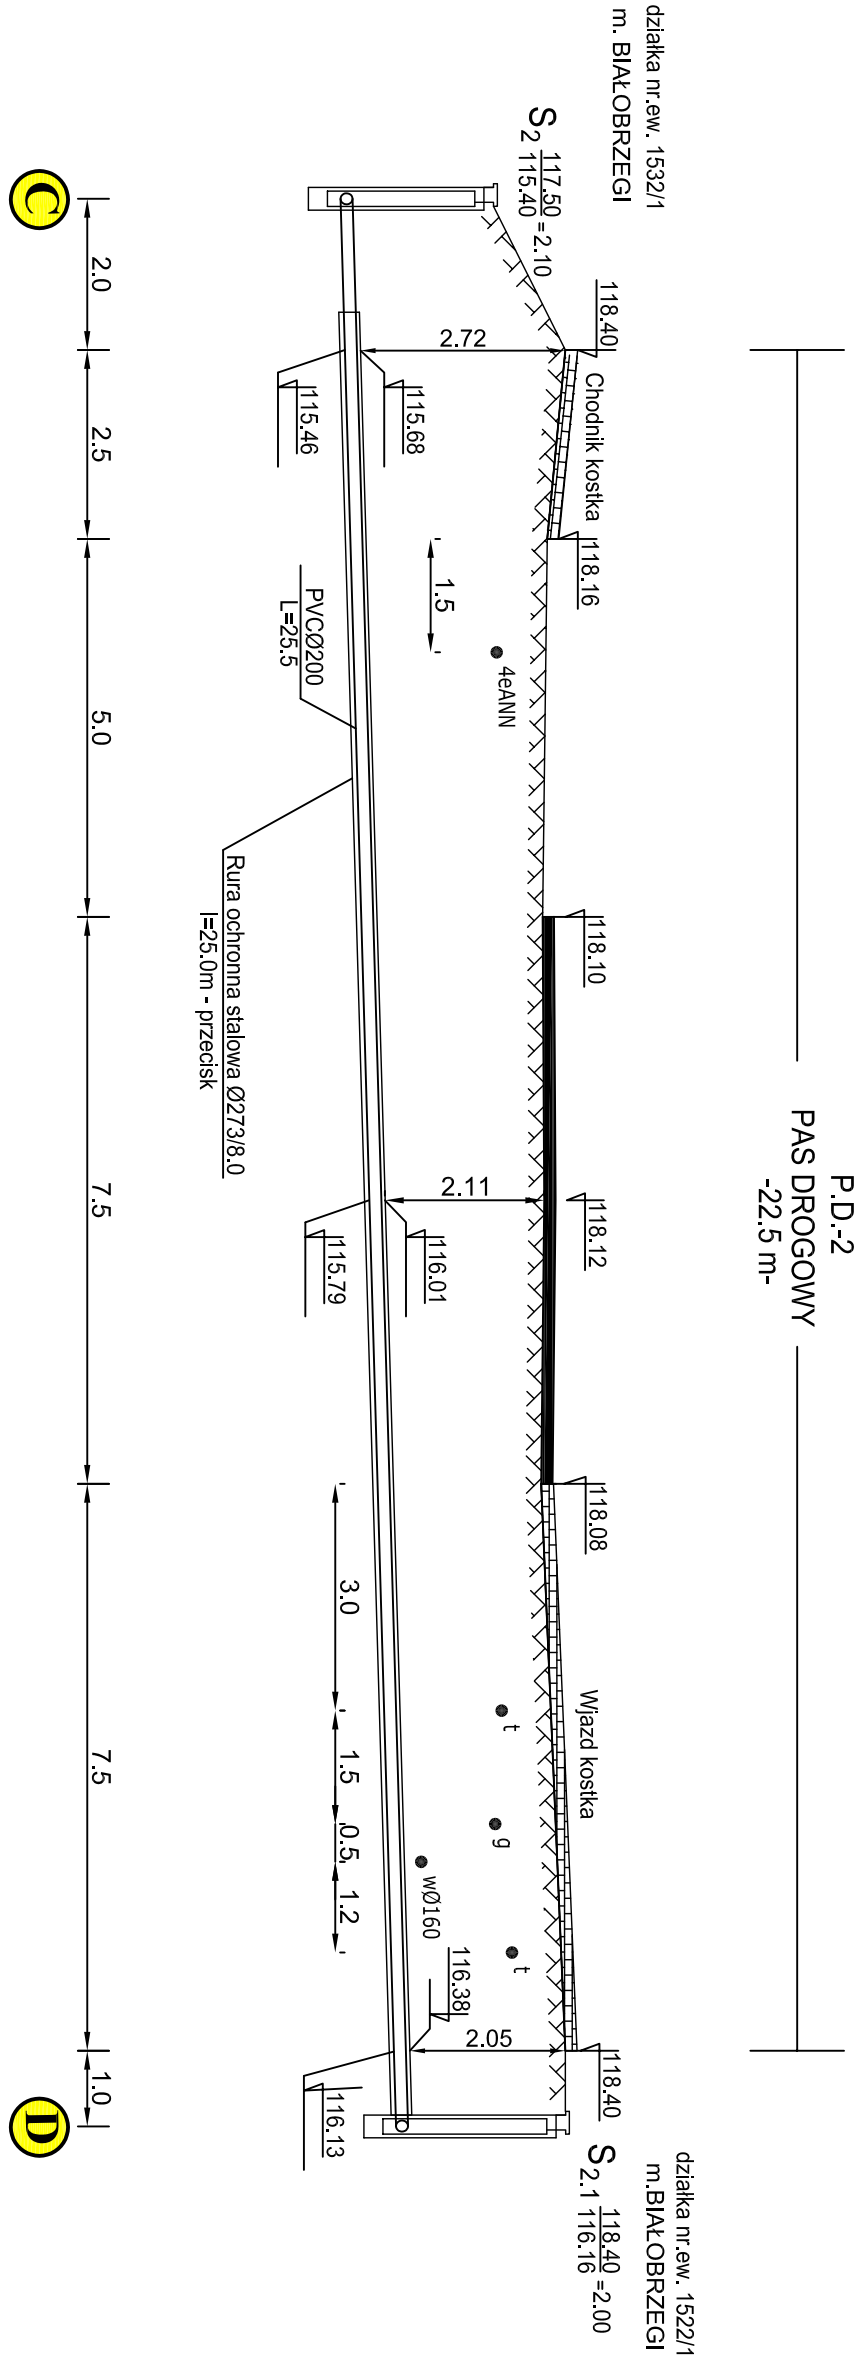 P.D.-2
PAS DROGOWY
-22,5 m-
działka nr.ew. 1532/1
m. BIAŁOBRZEGI
działka nr.ew. 1522/1
m.BIAŁOBRZEGI
S2 117.50
115.40 =2.10
118.40
Chodnik kostka
118.16
118.10
118.12
118.08
Wjazd kostka
118.40
S2.1 118.40
116.16 =2.00
2.72
2.11
2.05
4eANN
t
g
wØ160
t
1.5
115.68
115.46
116.01
115.79
116.38
116.13
PVCØ200
L=25.5
Rura ochronna stalowa Ø273/8.0
l=25.0m - przecisk
3.0
1.5
0.5
1.2
2.0
2.5
5.0
7.5
7.5
1.0
C
D